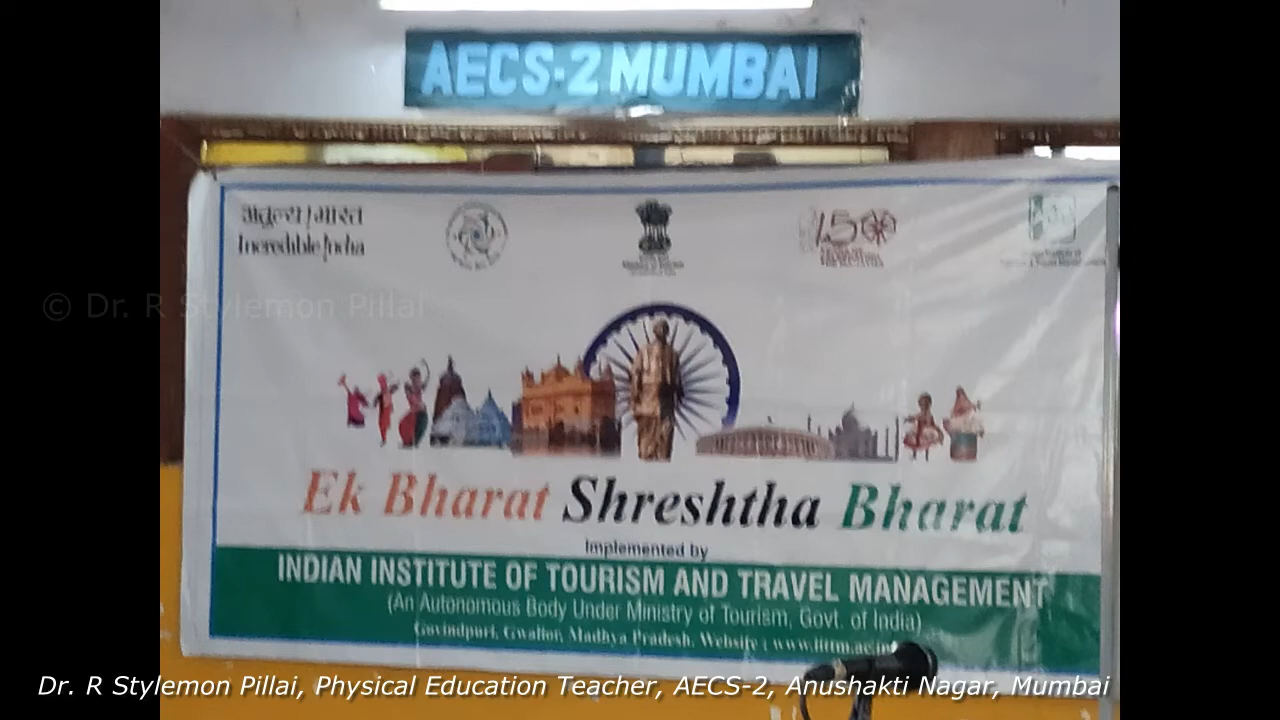 AECS-2 MUMBAI
अतुल्य! भारत
Incredible!ndia
150
© Dr. R Stylemon Pillai
Ek Bharat Shreshtha Bharat
Implemented by
INDIAN INSTITUTE OF TOURISM AND TRAVEL MANAGEMENT
(An Autonomous Body Under Ministry of Tourism, Govt. of India)
Govindpuri, Gwalior, Madhya Pradesh, Website : www.iittm.ac.in
Dr. R Stylemon Pillai, Physical Education Teacher, AECS-2, Anushakti Nagar, Mumbai